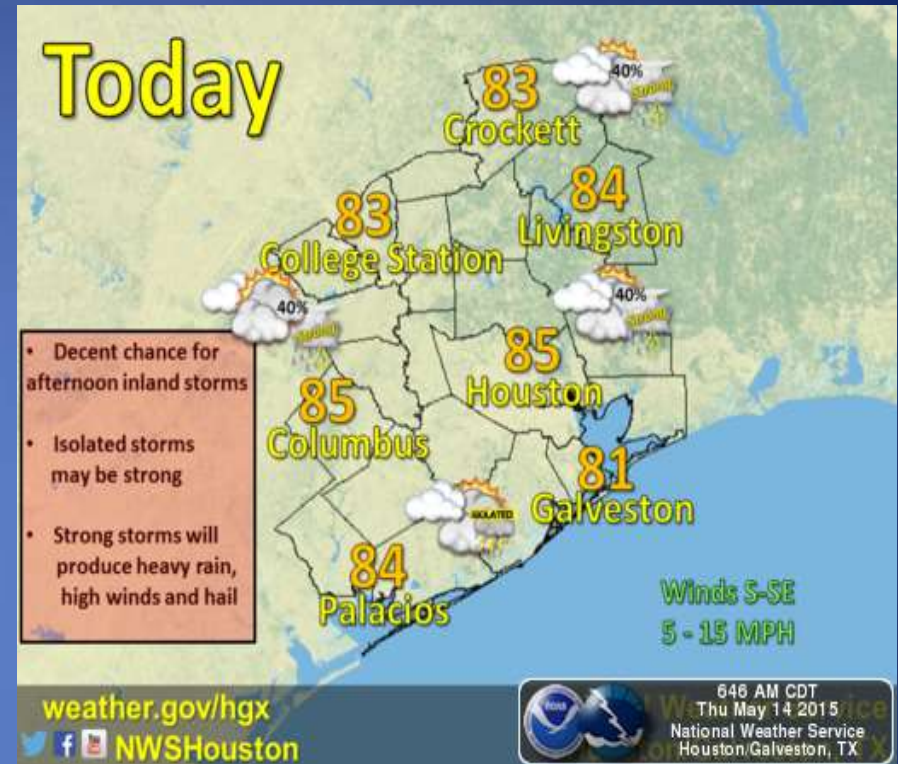 Today
83
Crockett
40%
Strong
84
Livingston
83
College Station
40%
Strong
40%
Strong
• Decent chance for
afternoon inland storms
• Isolated storms
may be strong
• Strong storms will
produce heavy rain,
high winds and hail
85
Houston
85
Columbus
81
Galveston
ISOLATED
84
Palacios
Winds S-SE
5 - 15 MPH
weather.gov/hgx
NWSHouston
646 AM CDT
Thu May 14 2015
National Weather Service
Houston/Galveston, TX